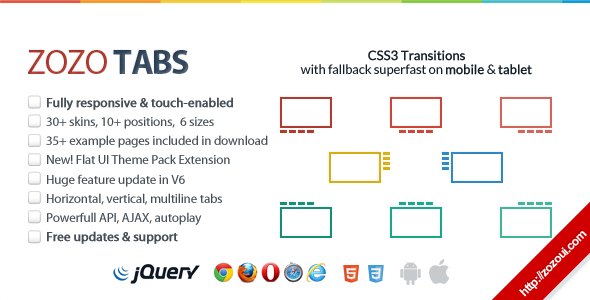 ZOZO TABS
Fully responsive & touch-enabled
30+ skins, 10+ positions, 6 sizes
35+ example pages included in download
New! Flat UI Theme Pack Extension
Huge feature update in V6
Horizontal, vertical, multiline tabs
Powerfull API, AJAX, autoplay
Free updates & support
CSS3 Transitions
with fallback superfast on mobile & tablet
jQuery
5
3
http://zozoui.com